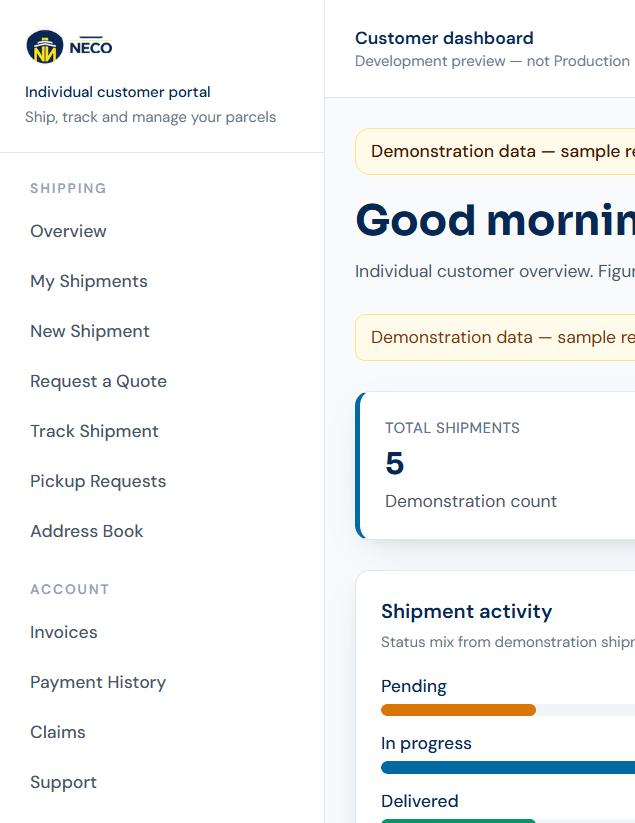 NECO
Individual customer portal
Ship, track and manage your parcels
SHIPPING
Overview
My Shipments
New Shipment
Request a Quote
Track Shipment
Pickup Requests
Address Book
ACCOUNT
Invoices
Payment History
Claims
Support
Customer dashboard
Development preview — not Production
Demonstration data — sample re
Good mornin
Individual customer overview. Figur
Demonstration data — sample re
TOTAL SHIPMENTS
5
Demonstration count
Shipment activity
Status mix from demonstration shipm
Pending
In progress
Delivered